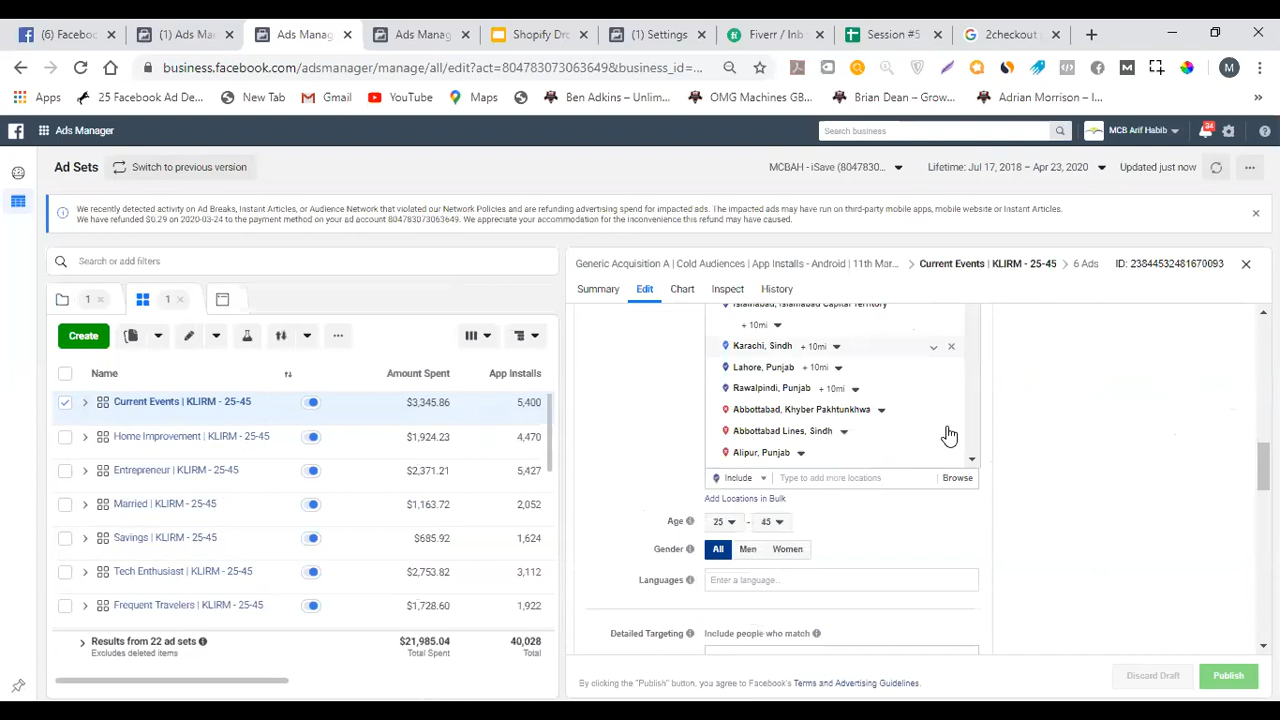 (6) Faceboo
(1) Ads Ma
Ads Manag
Ads Manag
Shopify Dro
(1) Settings
Fiverr / Inb
Session #5
2checkout p
business.facebook.com/adsmanager/manage/all/edit?act=804783073063649&business_id=...
M
Apps
25 Facebook Ad De...
New Tab
Gmail
YouTube
Maps
Ben Adkins – Unlim...
OMG Machines GB...
Brian Dean – Grow...
Adrian Morrison – I...
Ads Manager
Search business
MCB Arif Habib
34
Ad Sets
Switch to previous version
MCBAH - iSave (8047830...
Lifetime: Jul 17, 2018 – Apr 23, 2020
Updated just now
We recently detected activity on Ad Breaks, Instant Articles, or Audience Network that violated our Network Policies and are refunding advertising spend for impacted ads. The impacted ads may have run on third-party mobile apps, mobile website or Instant Articles.
We have refunded $0.29 on 2020-03-24 to the payment method on your ad account 804783073063649. We appreciate your accommodation for the inconvenience this refund may have caused.
Search or add filters
Generic Acquisition A | Cold Audiences | App Installs - Android | 11th Mar...
Current Events | KLIRM - 25-45
6 Ads
ID: 23844532481670093
1
1
Summary
Edit
Chart
Inspect
History
Create
Name
Amount Spent
App Installs
Current Events | KLIRM - 25-45
$3,345.86
5,400
Home Improvement | KLIRM - 25-45
$1,924.23
4,470
Entrepreneur | KLIRM - 25-45
$2,371.21
5,427
Married | KLIRM - 25-45
$1,163.72
2,052
Savings | KLIRM - 25-45
$685.92
1,624
Tech Enthusiast | KLIRM - 25-45
$2,753.82
3,112
Frequent Travelers | KLIRM - 25-45
$1,728.60
1,922
Results from 22 ad sets
$21,985.04
40,028
Excludes deleted items
Total Spent
Total
Islamabad, Islamabad Capital Territory
+ 10mi
Karachi, Sindh + 10mi
Lahore, Punjab + 10mi
Rawalpindi, Punjab + 10mi
Abbottabad, Khyber Pakhtunkhwa
Abbottabad Lines, Sindh
Alipur, Punjab
Include
Type to add more locations
Browse
Add Locations in Bulk
Age
25 - 45
Gender
All
Men
Women
Languages
Enter a language..
Detailed Targeting
Include people who match
By clicking the "Publish" button, you agree to Facebook's Terms and Advertising Guidelines.
Discard Draft
Publish